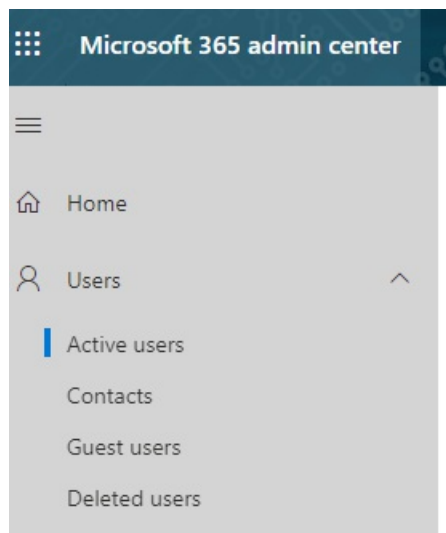 Microsoft 365 admin center
Home
Users
Active users
Contacts
Guest users
Deleted users